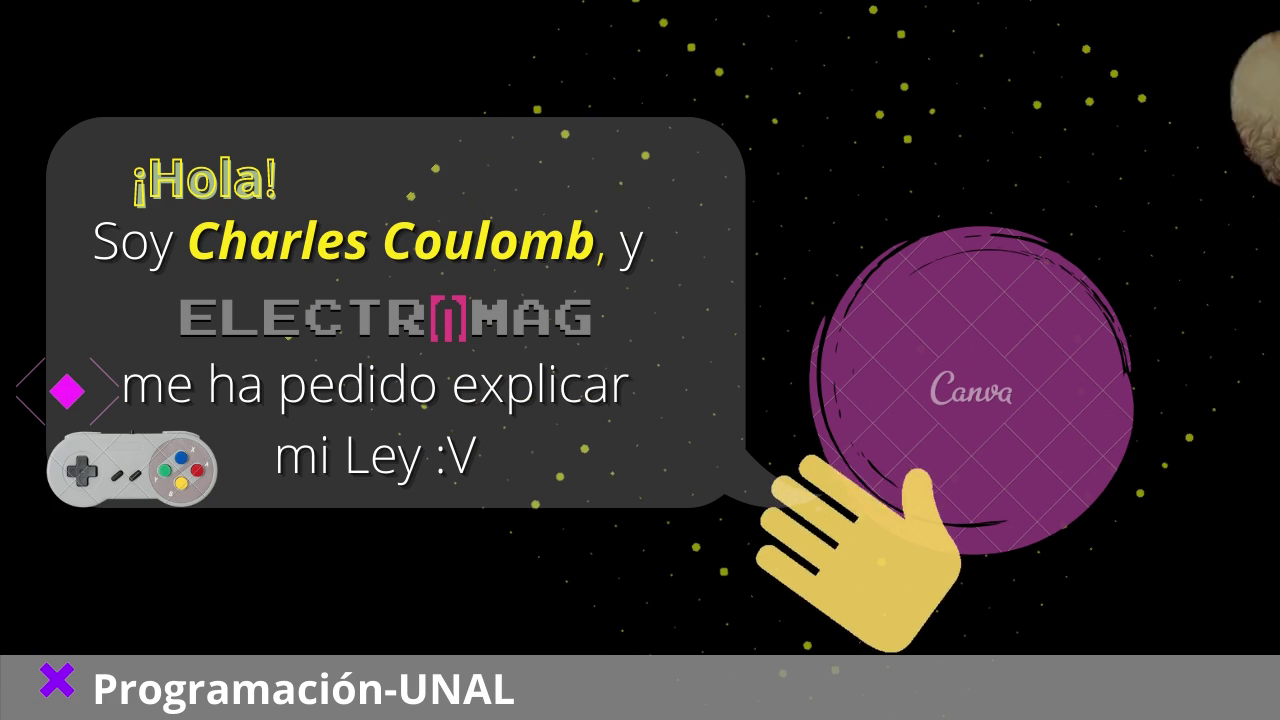 ¡Hola!
Soy Charles Coulomb, y
ELECTR[]MAG
me ha pedido explicar
mi Ley :V
Canva
Programación-UNAL